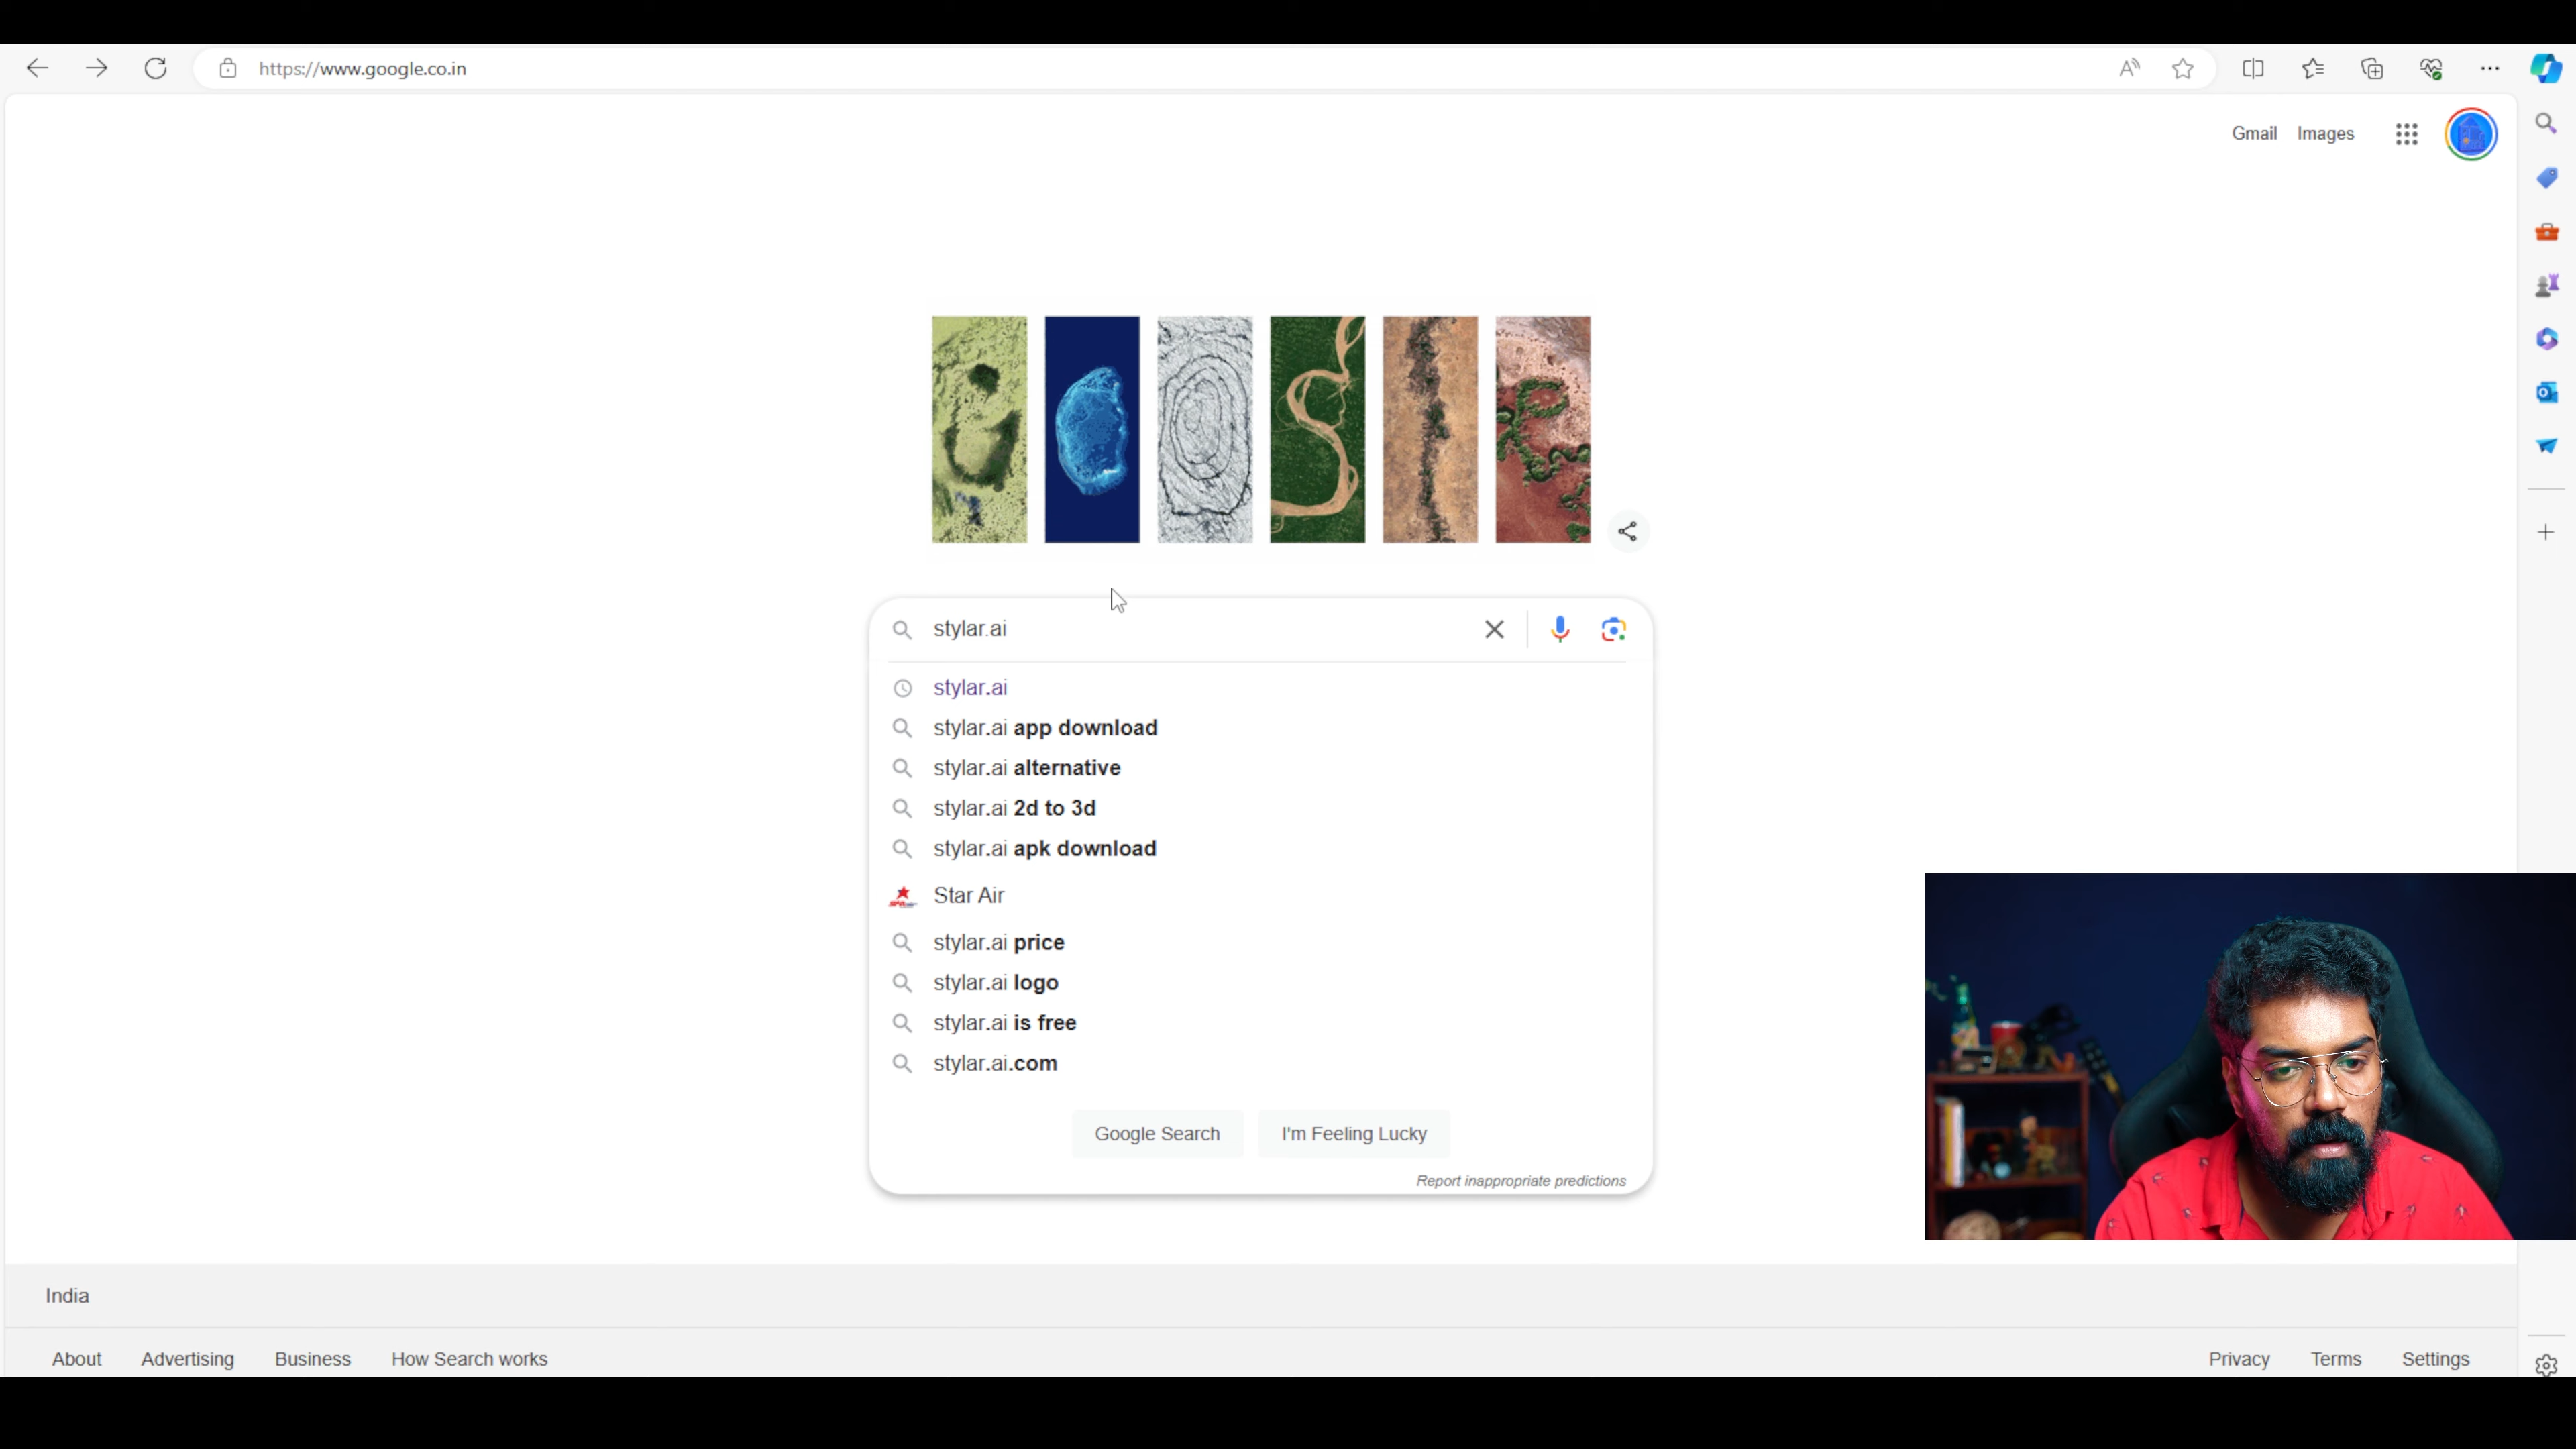 https://www.google.co.in
Gmail Images
stylar.ai
stylar.ai
stylar.ai app download
stylar.ai alternative
stylar.ai 2d to 3d
stylar.ai apk download
Star Air
stylar.ai price
stylar.ai logo
stylar.ai is free
stylar.ai.com
Google Search I'm Feeling Lucky
Report inappropriate predictions
India
About Advertising Business How Search works Privacy Terms Settings